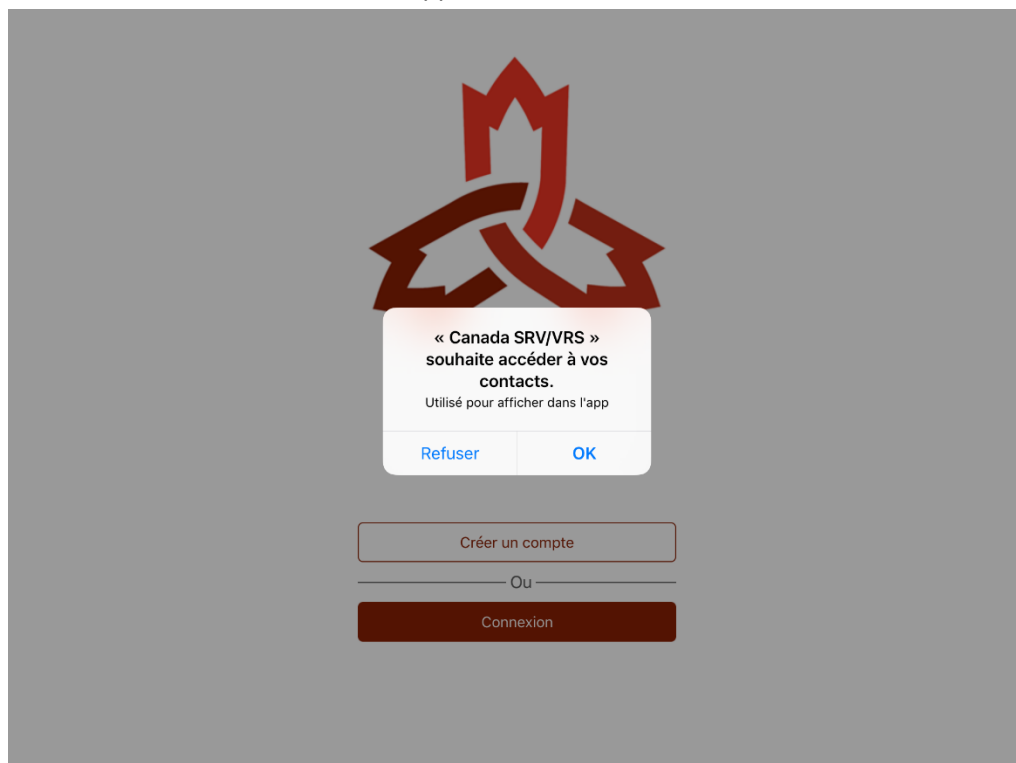 « Canada SRV/VRS »
souhaite accéder à vos
contacts.
Utilisé pour afficher dans l'app
Refuser
OK
Créer un compte
Ou
Connexion